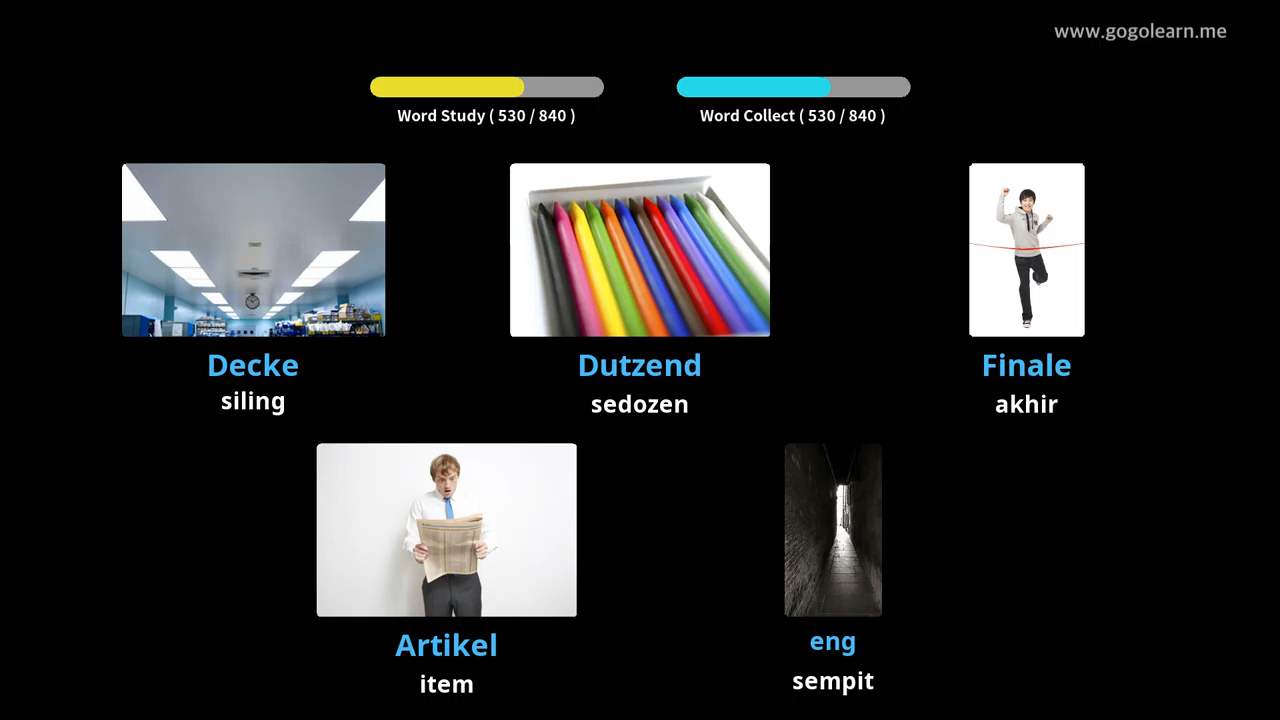 www.gogolearn.me
Word Study ( 530 / 840 )
Word Collect ( 530 / 840 )
Decke
siling
Dutzend
sedozen
Finale
akhir
Artikel
item
eng
sempit